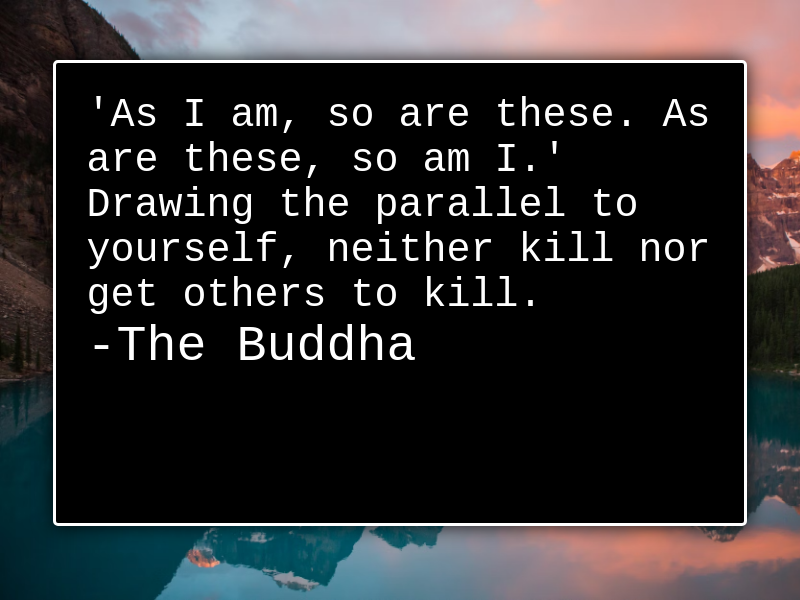 'As I am, so are these. As
are these, so am I.'
Drawing the parallel to
yourself, neither kill nor
get others to kill.
-The Buddha